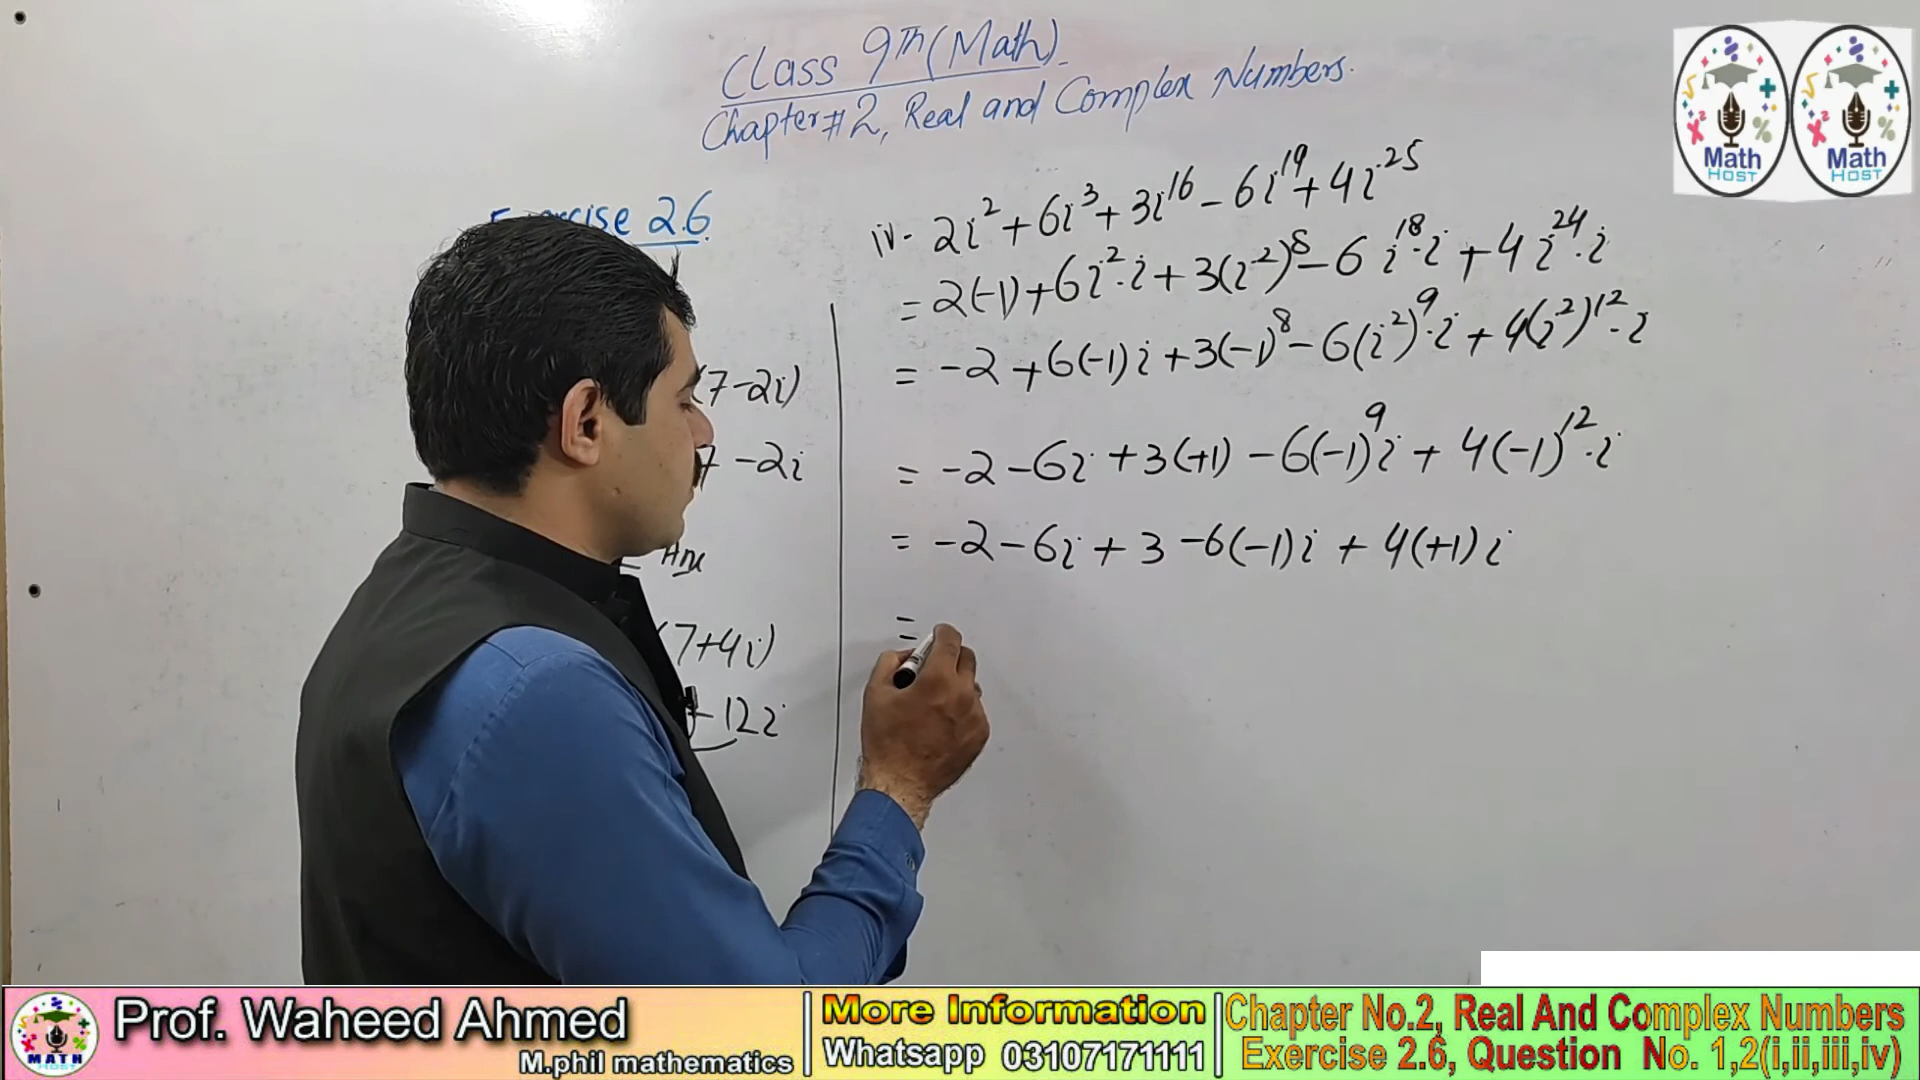 Class 9Th (Math)
Chapter #2, Real and Complex Numbers.
Math
HOST
Math
HOST
2.6
(7-2i)
7 -2i
= Ans
(7+4i)
12i
iv- 2i² + 6i³ + 3i¹⁶ - 6i¹⁹ + 4i²⁵
= 2(-1) + 6i²·i + 3(i²)⁸ - 6 i¹⁸·i + 4i²⁴·i
= -2 + 6(-1)i + 3(-1)⁸ - 6(i²)⁹·i + 4(i²)¹²·i
= -2 - 6i + 3(+1) - 6(-1)⁹i + 4(-1)¹²·i
= -2 - 6i + 3 - 6(-1)i + 4(+1)i
=
MATH
HOST
Prof. Waheed Ahmed
M.phil mathematics
More Information
Whatsapp 03107171111
Chapter No.2, Real And Complex Numbers
Exercise 2.6, Question No. 1,2(i,ii,iii,iv)